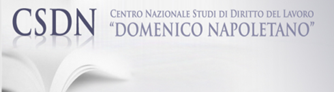 CSDN
CENTRO NAZIONALE STUDI DI DIRITTO DEL LAVORO
"DOMENICO NAPOLETANO"